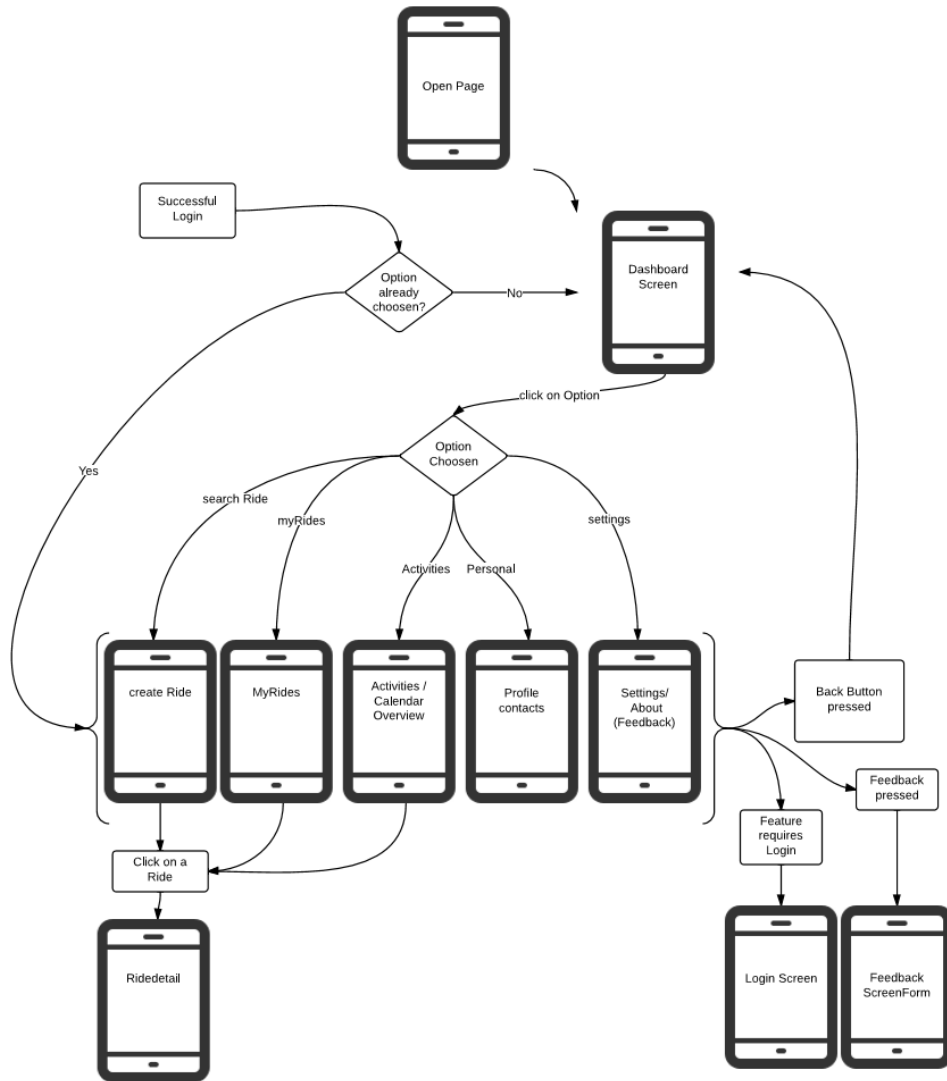 Open Page
Successful
Login
Option
already
choosen?
No
Dashboard
Screen
click on Option
Option
Choosen
Yes
search Ride
myRides
settings
Activities
Personal
create Ride
MyRides
Activities /
Calendar
Overview
Profile
contacts
Settings/
About
(Feedback)
Back Button
pressed
Feedback
pressed
Feature
requires
Login
Click on a
Ride
Ridedetail
Login Screen
Feedback
ScreenForm